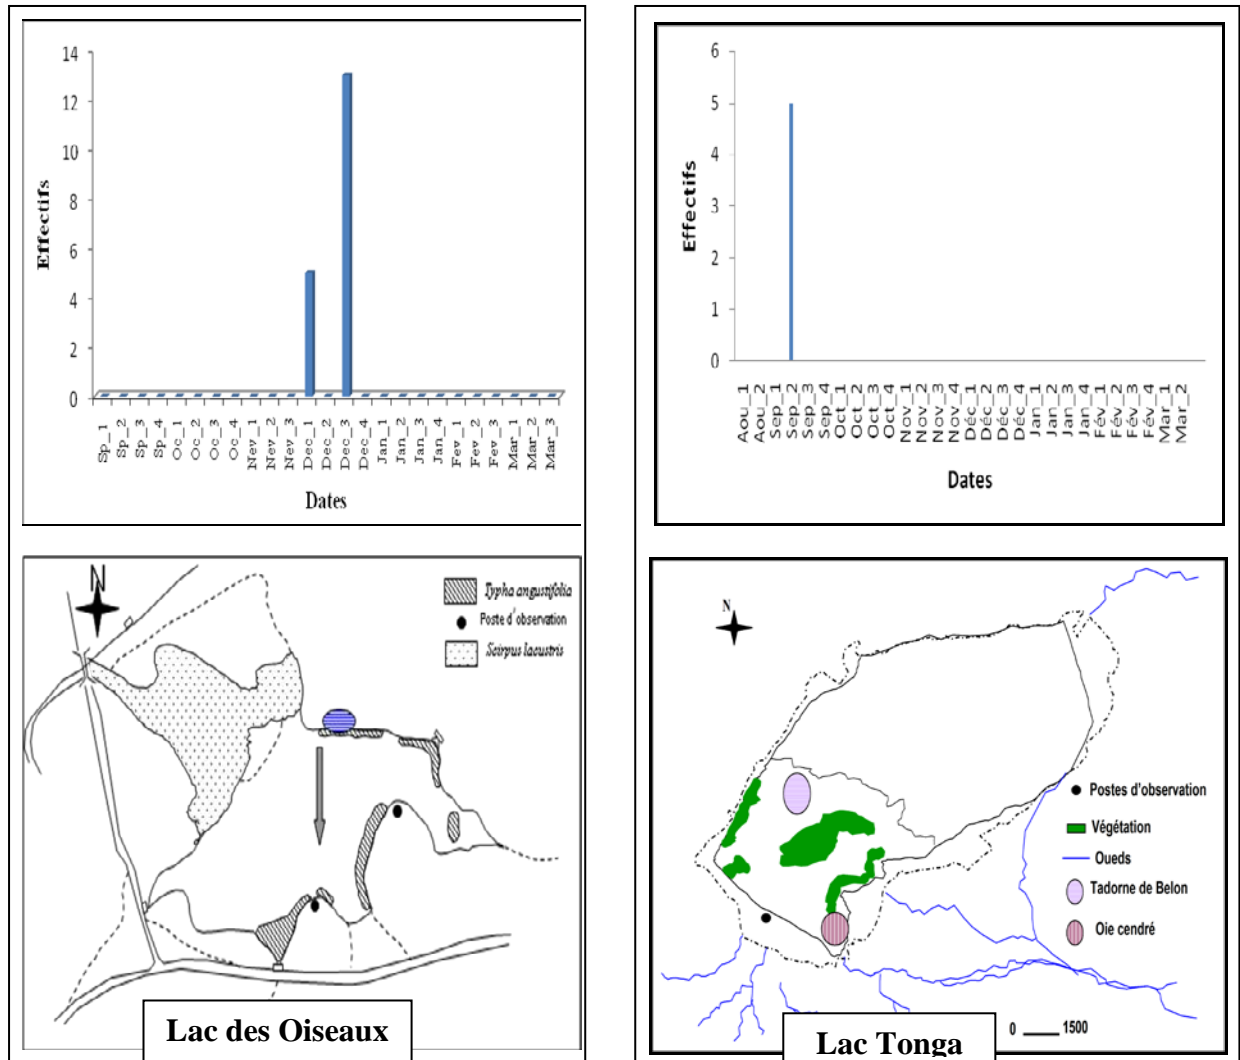 14
12
10
8
6
4
2
0
Effectifs
Sp_1
Sp_2
Sp_3
Sp_4
Oc_1
Oc_2
Oc_3
Oc_4
Nev_1
Nev_2
Nev_3
Dec_1
Dec_2
Dec_3
Dec_4
Jan_1
Jan_2
Jan_3
Jan_4
Fev_1
Fev_2
Fev_3
Mar_1
Mar_2
Mar_3
Dates
6
5
4
3
2
1
0
Effectifs
Aou_1
Aou_2
Sep_1
Sep_2
Sep_3
Sep_4
Oct_1
Oct_2
Oct_3
Oct_4
Nov_1
Nov_2
Nov_3
Nov_4
Déc_1
Déc_2
Déc_3
Déc_4
Jan_1
Jan_2
Jan_3
Jan_4
Fév_1
Fév_2
Fév_3
Fév_4
Mar_1
Mar_2
Dates
N
Typha angustifolia
Poste d'observation
Scirpus lacustris
Lac des Oiseaux
N
Postes d'observation
Végétation
Oueds
Tadorne de Belon
Oie cendré
0 1500
Lac Tonga